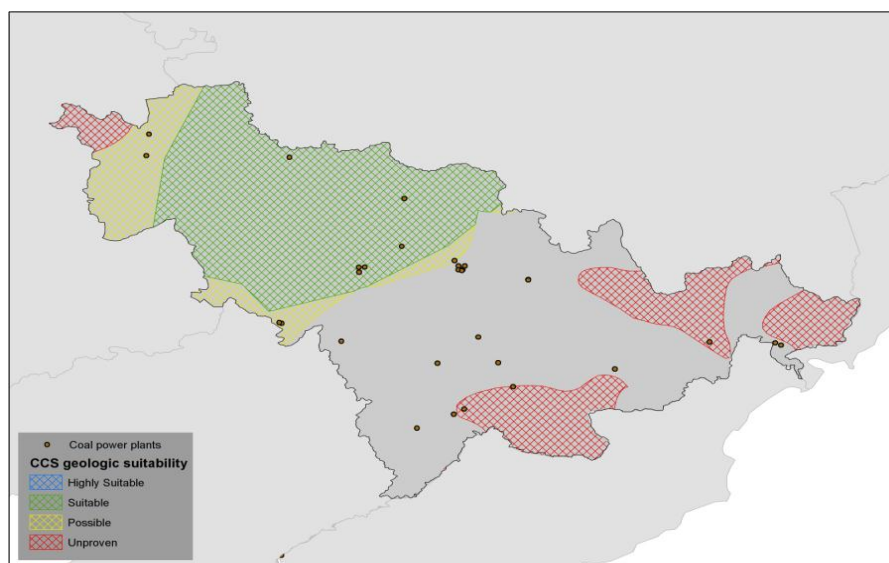 Coal power plants
CCS geologic suitability
Highly Suitable
Suitable
Possible
Unproven